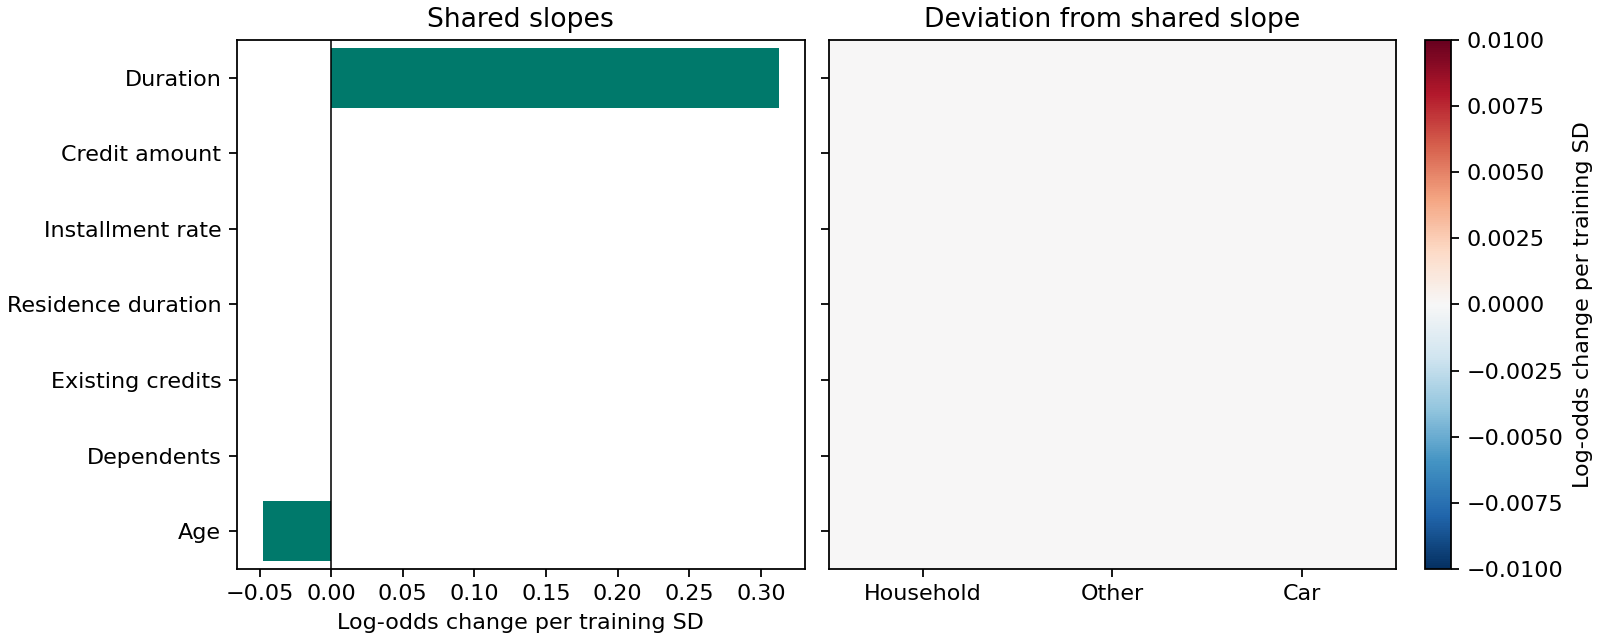 Shared slopes
Duration
Credit amount
Installment rate
Residence duration
Existing credits
Dependents
Age
−0.05 0.00 0.05 0.10 0.15 0.20 0.25 0.30
Log-odds change per training SD
Deviation from shared slope
Household Other Car
0.0100
0.0075
0.0050
0.0025
0.0000
−0.0025
−0.0050
−0.0075
−0.0100
Log-odds change per training SD